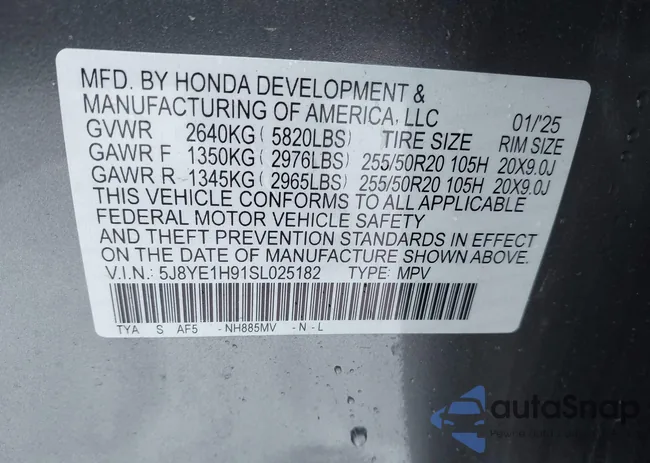 MFD. BY HONDA DEVELOPMENT &
MANUFACTURING OF AMERICA, LLC 01/'25
GVWR 2640KG ( 5820LBS) TIRE SIZE RIM SIZE
GAWR F 1350KG ( 2976LBS) 255/50R20 105H 20X9.0J
GAWR R 1345KG ( 2965LBS) 255/50R20 105H 20X9.0J
THIS VEHICLE CONFORMS TO ALL APPLICABLE
FEDERAL MOTOR VEHICLE SAFETY
AND THEFT PREVENTION STANDARDS IN EFFECT
ON THE DATE OF MANUFACTURE SHOWN ABOVE.
V.I.N.: 5J8YE1H91SL025182 TYPE: MPV
TYA S AF5 - NH885MV - N - L
autoSnap